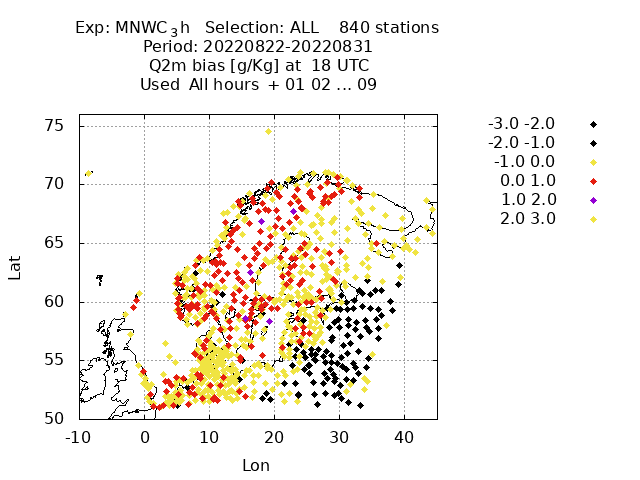 Exp: MNWC_3h   Selection: ALL    840 stations
Period: 20220822-20220831
Q2m bias [g/Kg] at  18 UTC
Used  All hours  + 01 02 ... 09
-3.0 -2.0
-2.0 -1.0
-1.0 0.0
0.0 1.0
1.0 2.0
2.0 3.0
75
70
65
60
55
50
Lat
-10 0 10 20 30 40
Lon